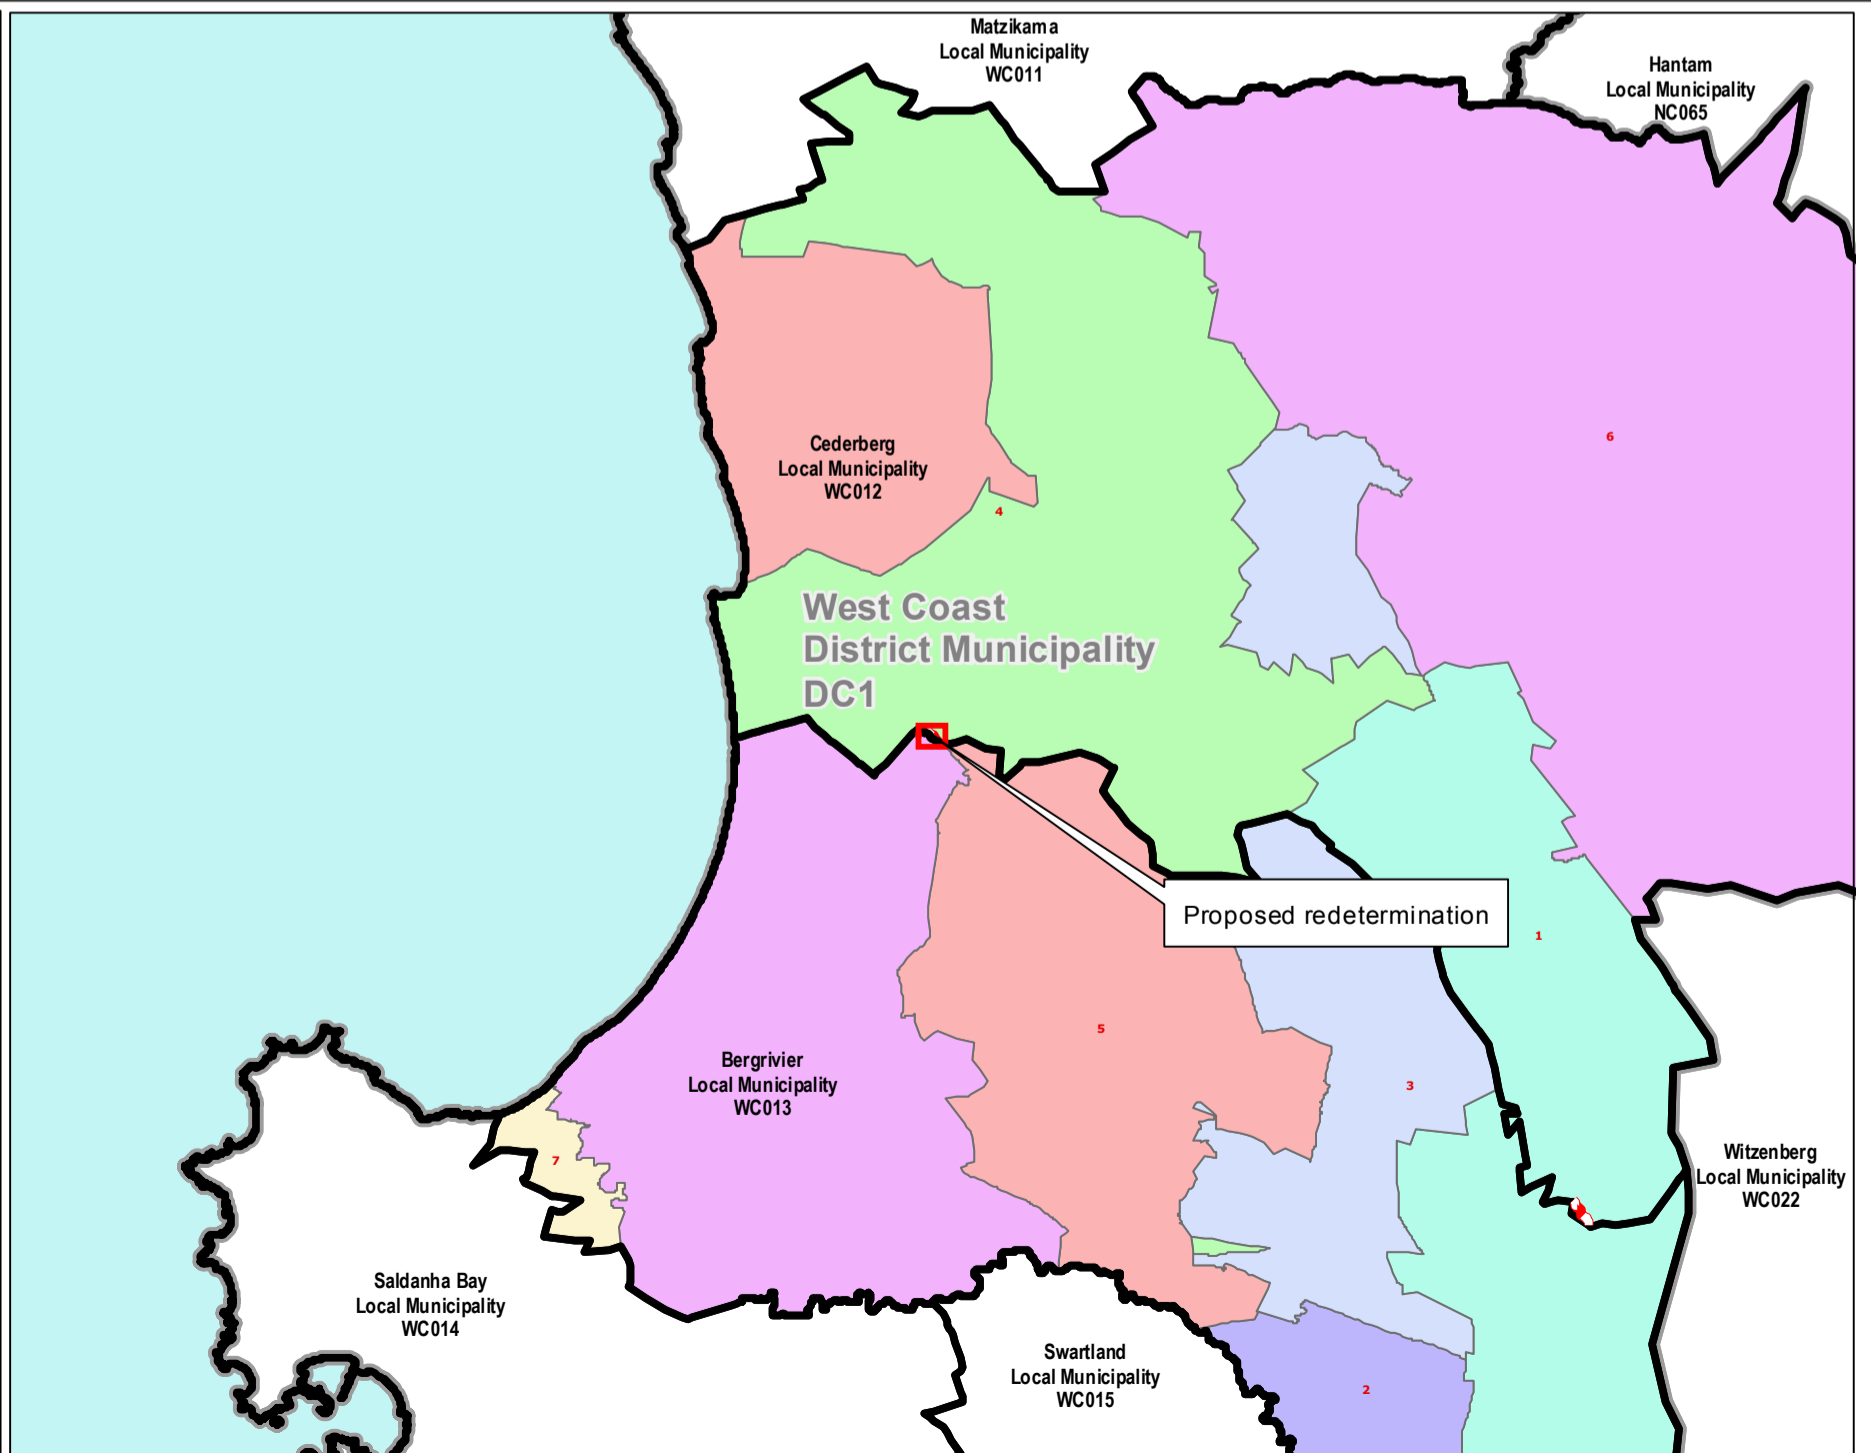 Matzikama
Local Municipality
WC011
Hantam
Local Municipality
NC065
6
Cederberg
Local Municipality
WC012
4
West Coast
District Municipality
DC1
Proposed redetermination
1
5
Bergrivier
Local Municipality
WC013
3
7
Witzenberg
Local Municipality
WC022
Saldanha Bay
Local Municipality
WC014
Swartland
Local Municipality
WC015
2